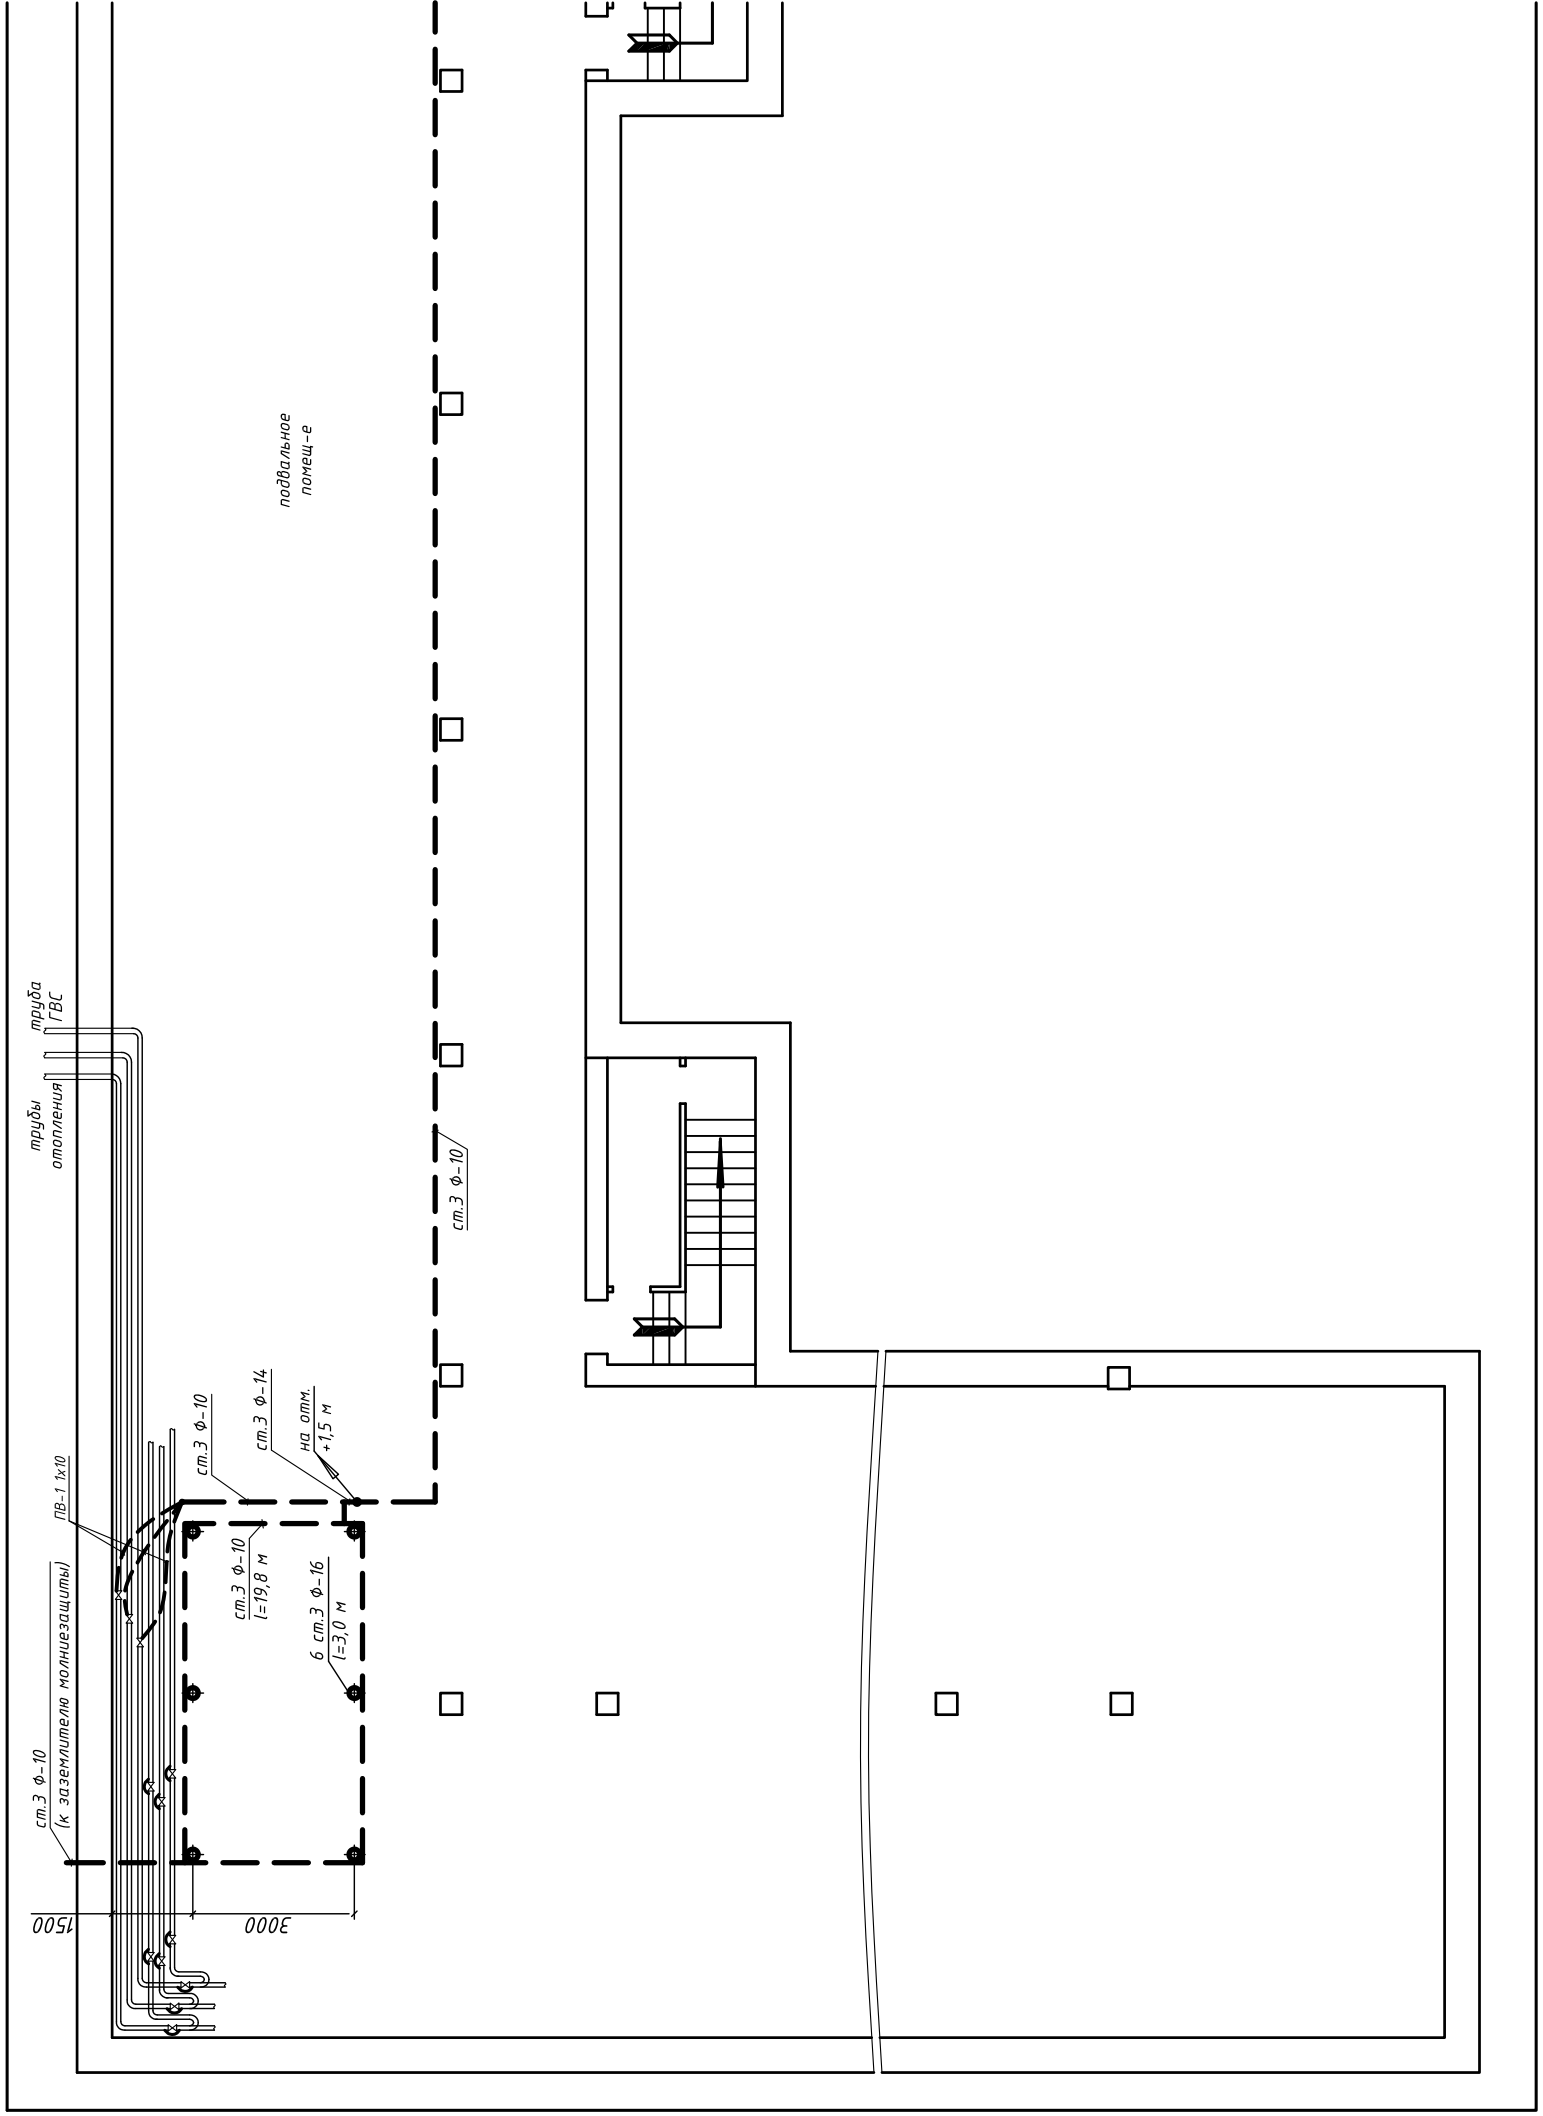 ст.3 Ф-10
(к заземлителю молниезащиты)
ПВ-1 1х10
трубы
отопления
труба
ГВС
ст.3 Ф-10
ст.3 Ф-14
на отм.
+1,5 м
ст.3 Ф-10
l=19,8 м
6 ст.3 Ф-16
l=3,0 м
ст.3 Ф-10
подвальное
помещ-е
1500
3000